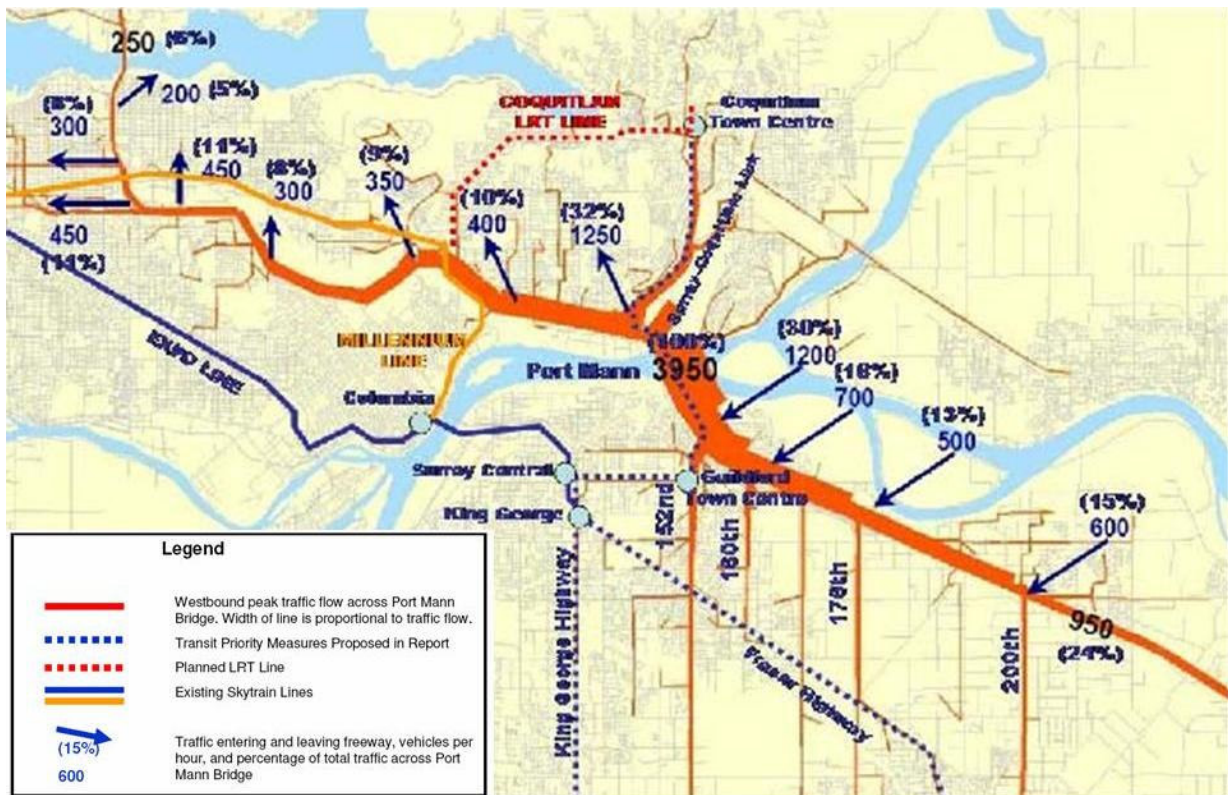 250 (6%)
200 (5%)
(8%)
300
(11%)
450
(8%)
300
(9%)
350
450
(11%)
COQUITLAM
LRT LINE
Coquitlam
Town Centre
(10%)
400
(32%)
1250
Surrey-Coquitlam Link
EXPO LINE
MILLENNIUM
LINE
Columbia
Port Mann
(100%)
3950
(30%)
1200
(18%)
700
(13%)
500
(15%)
600
Surrey Central
King George
Guildford
Town Centre
152nd
160th
176th
200th
950
(24%)
King George Highway
Fraser Highway
Legend
Westbound peak traffic flow across Port Mann
Bridge. Width of line is proportional to traffic flow.
Transit Priority Measures Proposed in Report
Planned LRT Line
Existing Skytrain Lines
(15%)
600
Traffic entering and leaving freeway, vehicles per
hour, and percentage of total traffic across Port
Mann Bridge